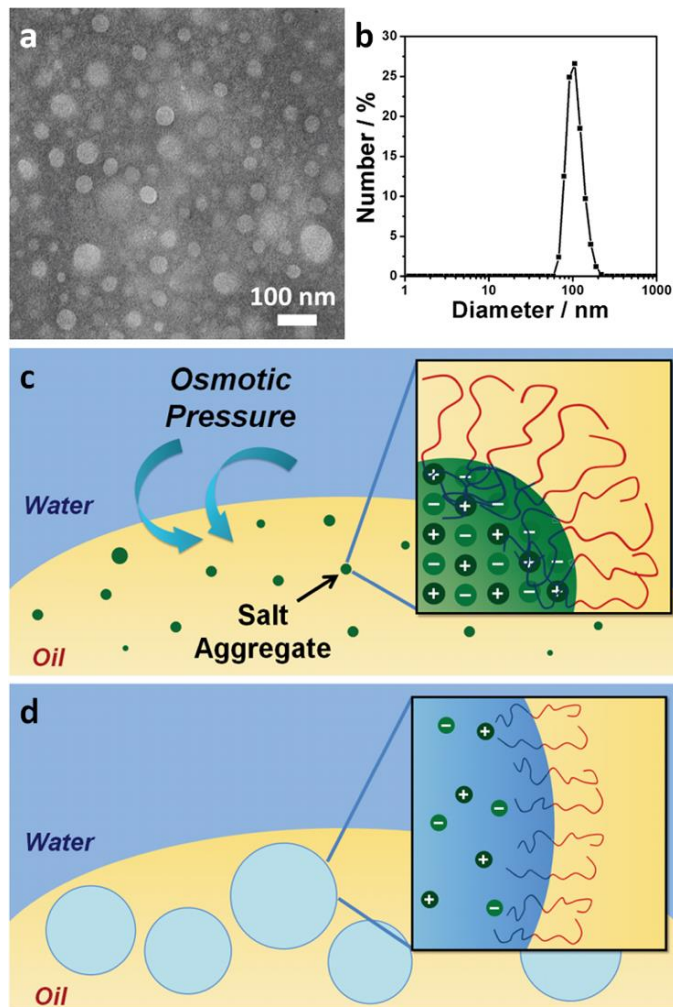 a
100 nm
b
Number / %
30
25
20
15
10
5
0
1
10
100
1000
Diameter / nm
c
Osmotic
Pressure
Water
Salt
Aggregate
Oil
+ −
− + −
+ − + −
− + − + −
+ − + − +
d
Water
Oil
− +
+
− −
+
+ −